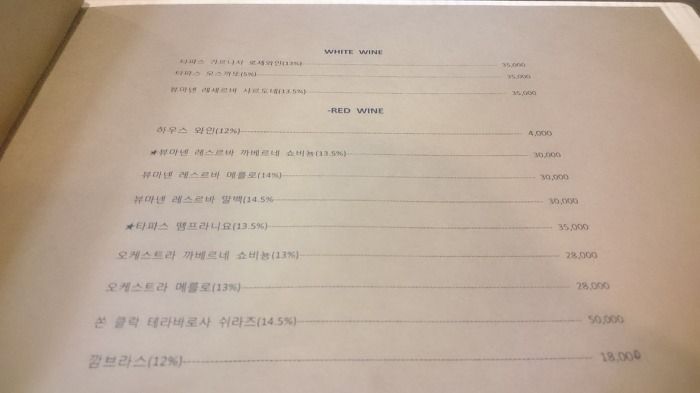 WHITE WINE
타파스 가르나차 로제와인(13%) 35,000
타파스 모스까또(5%) 35,000
뷰마넨 레세르바 샤르도네(13.5%) 35,000
-RED WINE
하우스 와인(12%) 4,000
★뷰마넨 레스르바 까베르네 쇼비뇽(13.5%) 30,000
뷰마넨 레스르바 메를로(14%) 30,000
뷰마넨 레스르바 말백(14.5% 30,000
★타파스 뗌프라니요(13.5%) 35,000
오케스트라 까베르네 쇼비뇽(13%) 28,000
오케스트라 메를로(13%) 28,000
쏜 클락 테라바로사 쉬라즈(14.5%) 50,000
깜브라스(12%) 18,000